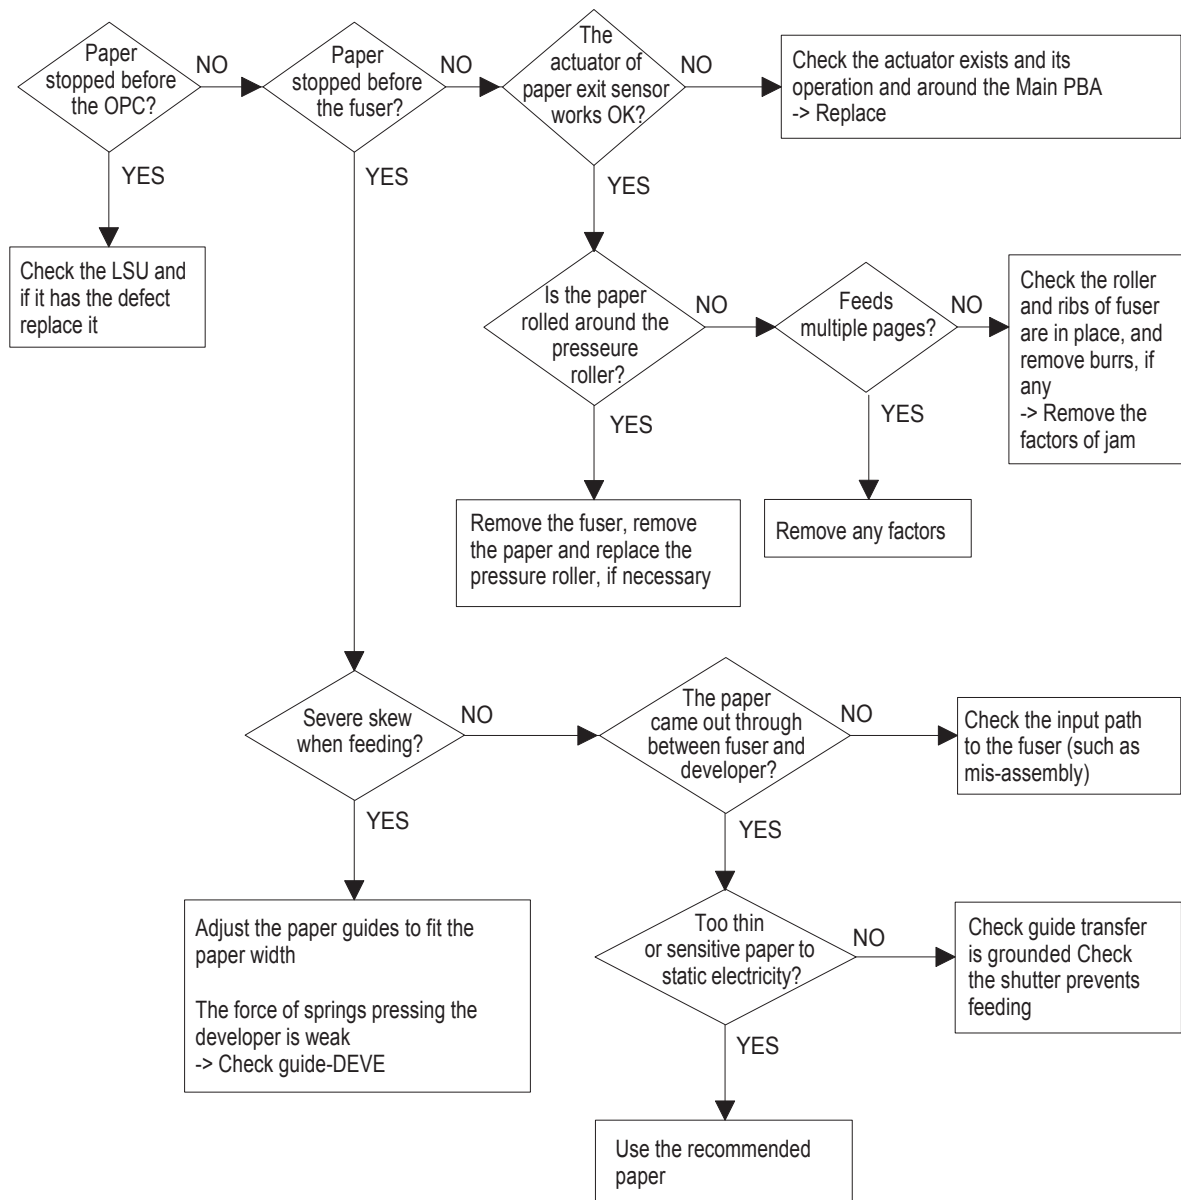 Paper
stopped before
the OPC?
NO
Paper
stopped before
the fuser?
NO
The
actuator of
paper exit sensor
works OK?
NO
Check the actuator exists and its
operation and around the Main PBA
-> Replace
YES
YES
YES
Check the LSU and
if it has the defect
replace it
Is the paper
rolled around the
preseure
roller?
NO
Feeds
multiple pages?
NO
Check the roller
and ribs of fuser
are in place, and
remove burrs, if
any
-> Remove the
factors of jam
YES
YES
Remove the fuser, remove
the paper and replace the
pressure roller, if necessary
Remove any factors
Severe skew
when feeding?
NO
The paper
came out through
between fuser and
developer?
NO
Check the input path
to the fuser (such as
mis-assembly)
YES
YES
Adjust the paper guides to fit the
paper width
The force of springs pressing the
developer is weak
-> Check guide-DEVE
Too thin
or sensitive paper to
static electricity?
NO
Check guide transfer
is grounded Check
the shutter prevents
feeding
YES
Use the recommended
paper